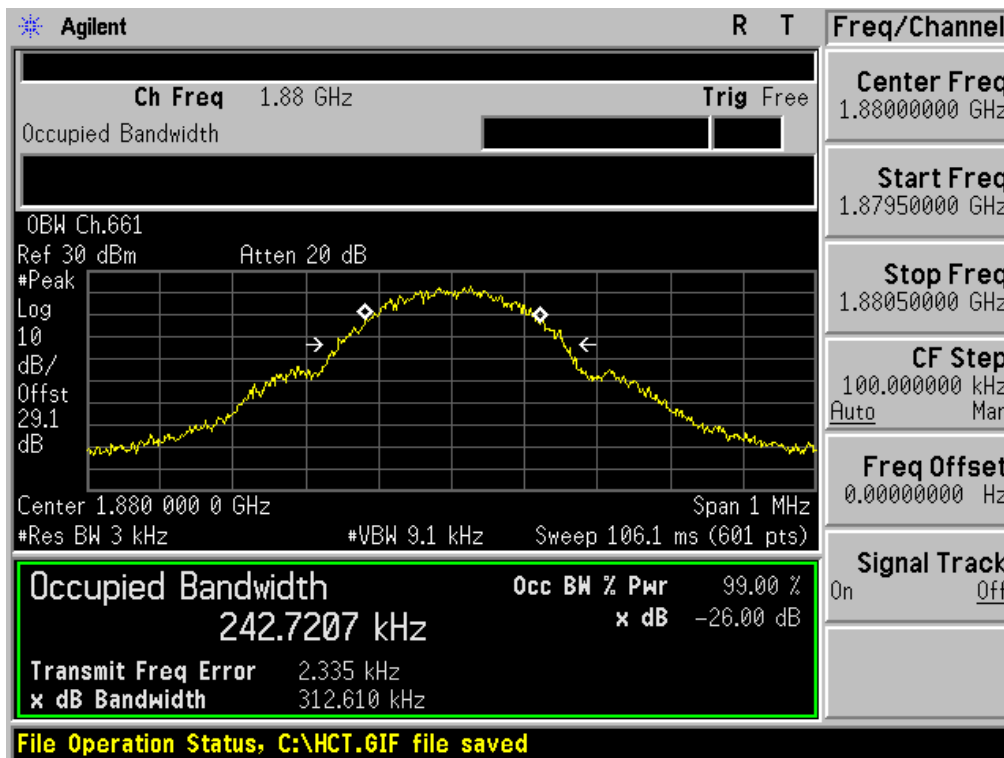 Agilent R T
Freq/Channel
Ch Freq 1.88 GHz Trig Free
Occupied Bandwidth
Center Freq
1.88000000 GHz
Start Freq
1.87950000 GHz
Stop Freq
1.88050000 GHz
CF Step
100.000000 kHz
Auto Man
Freq Offset
0.00000000 Hz
Signal Track
On Off
OBW Ch.661
Ref 30 dBm Atten 20 dB
#Peak
Log
10
dB/
Offst
29.1
dB
Center 1.880 000 0 GHz Span 1 MHz
#Res BW 3 kHz #VBW 9.1 kHz Sweep 106.1 ms (601 pts)
Occupied Bandwidth Occ BW % Pwr 99.00 %
242.7207 kHz x dB -26.00 dB
Transmit Freq Error 2.335 kHz
x dB Bandwidth 312.610 kHz
File Operation Status, C:\HCT.GIF file saved